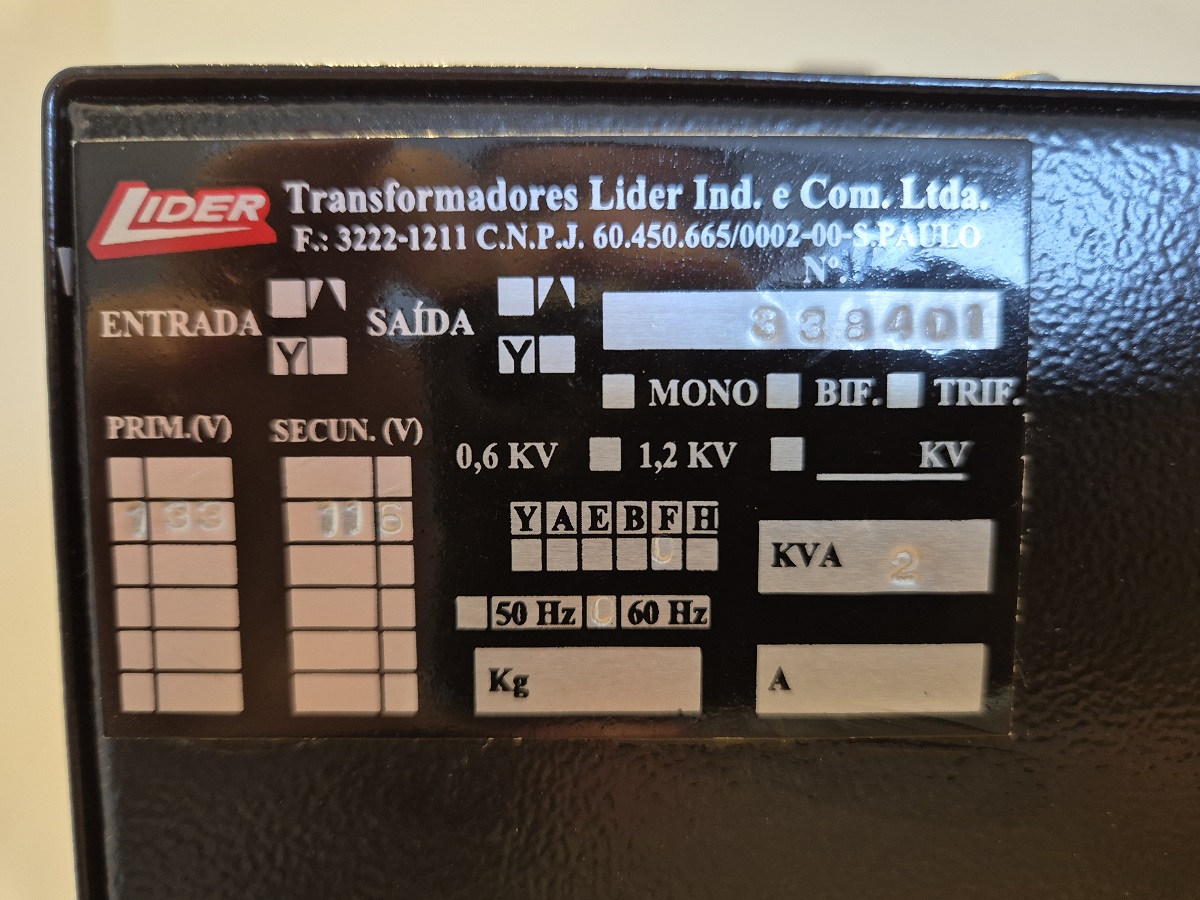 LIDER
Transformadores Lider Ind. e Com. Ltda.
F.: 3222-1211 C.N.P.J. 60.450.665/0002-00-S.PAULO
Nº.
338401
ENTRADA
Y
SAÍDA
Y
MONO BIF. TRIF.
PRIM.(V) SECUN. (V)
133 116
0,6 KV 1,2 KV KV
Y A E B F H
O
KVA 2
50 Hz O 60 Hz
Kg
A